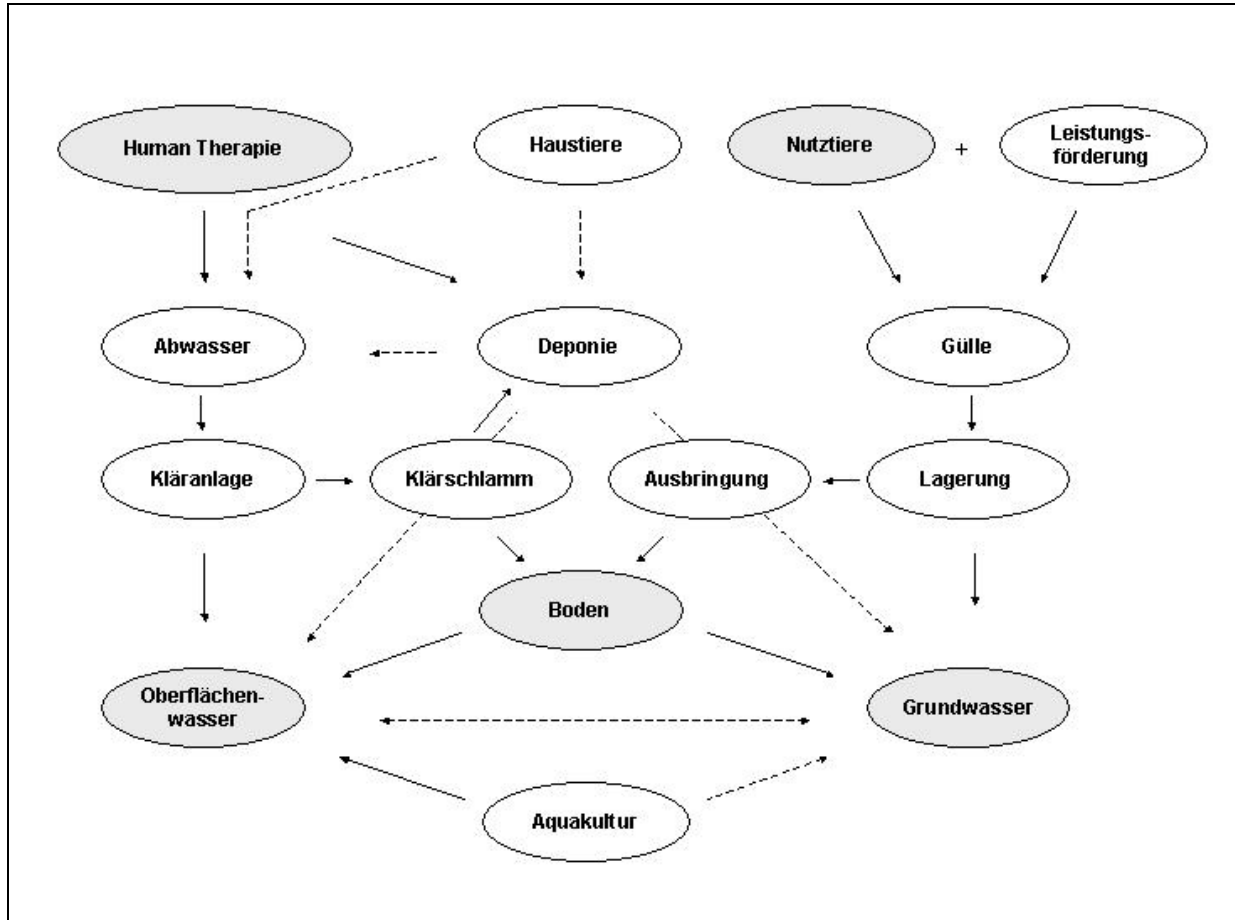 Human Therapie
Haustiere
Nutztiere
+
Leistungs-
förderung
Abwasser
Deponie
Gülle
Kläranlage
Klärschlamm
Ausbringung
Lagerung
Boden
Oberflächen-
wasser
Grundwasser
Aquakultur